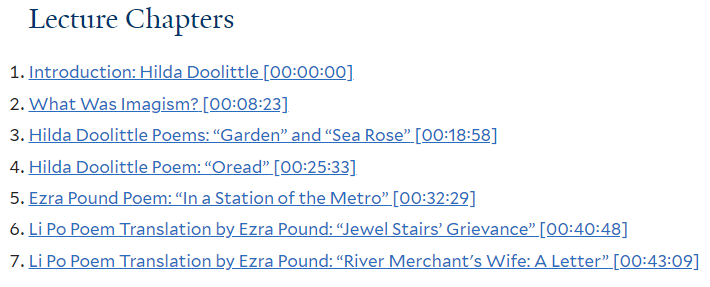 Lecture Chapters
1. Introduction: Hilda Doolittle [00:00:00]
2. What Was Imagism? [00:08:23]
3. Hilda Doolittle Poems: “Garden” and “Sea Rose” [00:18:58]
4. Hilda Doolittle Poem: “Oread” [00:25:33]
5. Ezra Pound Poem: “In a Station of the Metro” [00:32:29]
6. Li Po Poem Translation by Ezra Pound: “Jewel Stairs’ Grievance” [00:40:48]
7. Li Po Poem Translation by Ezra Pound: “River Merchant's Wife: A Letter” [00:43:09]